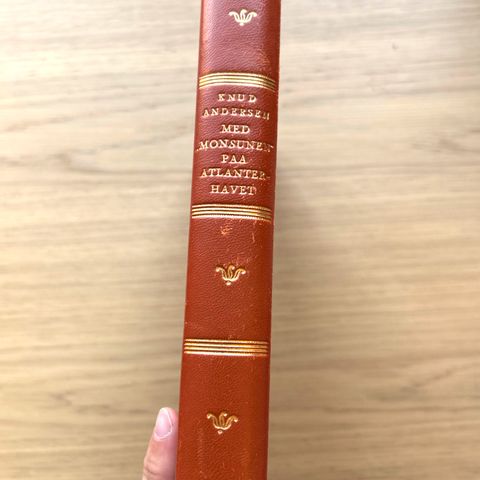 KNUD
ANDERSEN
MED
„MONSUNEN"
PAA
ATLANTER-
HAVET